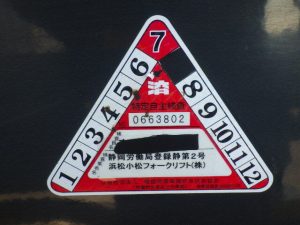 7
済
特定自主検査
0663802
静岡労働局登録静第2号
浜松小松フォークリフト(株)
1 2 3 4 5 6
8 9 10 11 12